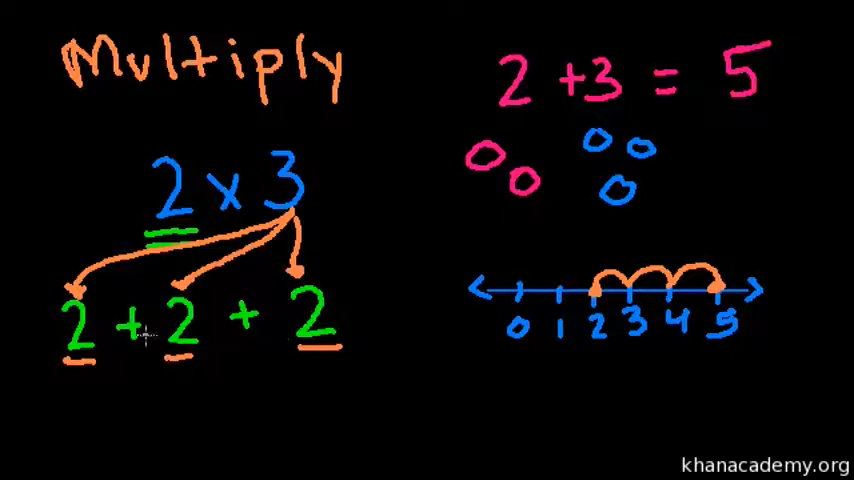 Multiply
2 x 3
2 + 2 + 2
2 + 3 = 5
0 1 2 3 4 5
khanacademy.org